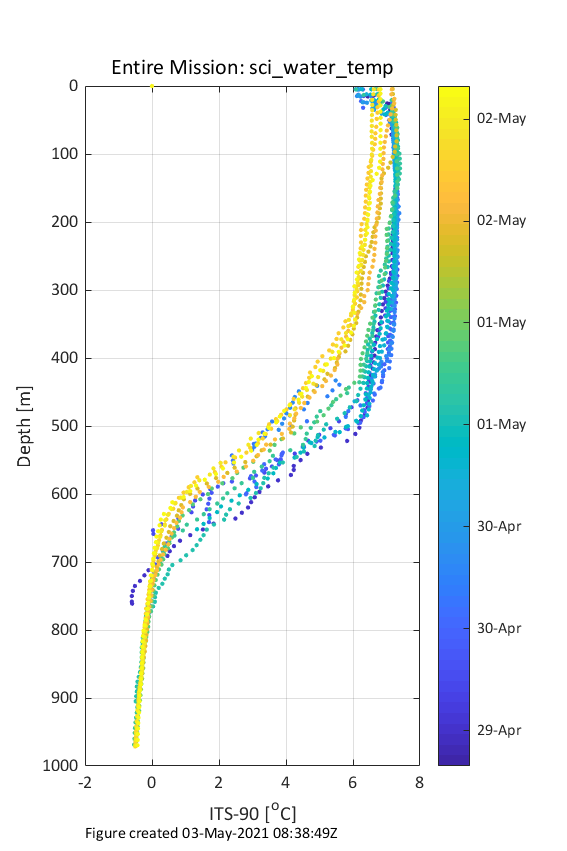 Entire Mission: sci_water_temp
0
100
200
300
400
500
600
700
800
900
1000
Depth [m]
-2 0 2 4 6 8
ITS-90 [°C]
02-May
02-May
01-May
01-May
30-Apr
30-Apr
29-Apr
Figure created 03-May-2021 08:38:49Z